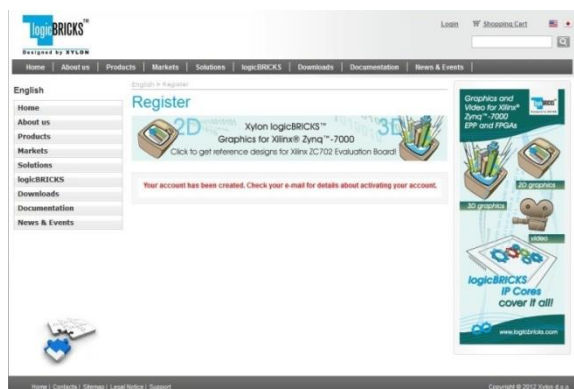 logicBRICKS™
Designed by XYLON
Login
Shopping Cart
Home
About us
Products
Markets
Solutions
logicBRICKS
Downloads
Documentation
News & Events
English
Home
About us
Products
Markets
Solutions
logicBRICKS
Downloads
Documentation
News & Events
English > Register
Register
2D
Xylon logicBRICKS™
3D
Graphics for Xilinx® Zynq™-7000
Click to get reference designs for Xilinx ZC702 Evaluation Board!
Your account has been created. Check your e-mail for details about activating your account.
Graphics and
Video for Xilinx®
Zynq™-7000
EPP and FPGAs
2D graphics
3D graphics
video
logicBRICKS
IP Cores
cover it all!
www.logicbricks.com
Home | Contacts | Sitemap | Legal Notice | Support
Copyright © 2012 Xylon d.o.o.